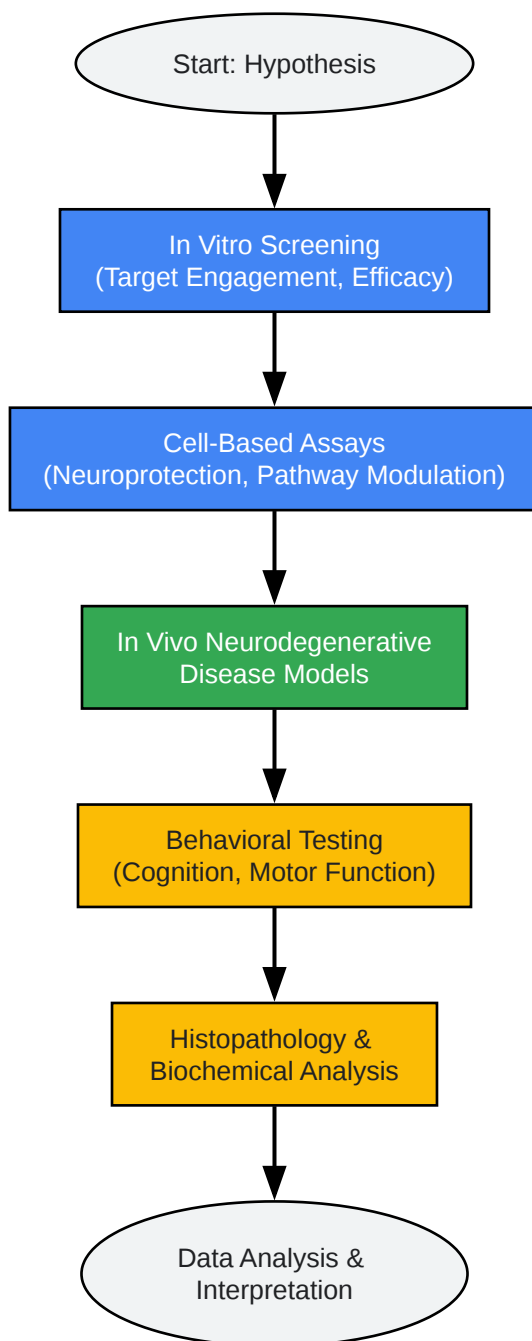 Start: Hypothesis
In Vitro Screening
(Target Engagement, Efficacy)
Cell-Based Assays
(Neuroprotection, Pathway Modulation)
In Vivo Neurodegenerative
Disease Models
Behavioral Testing
(Cognition, Motor Function)
Histopathology &
Biochemical Analysis
Data Analysis &
Interpretation